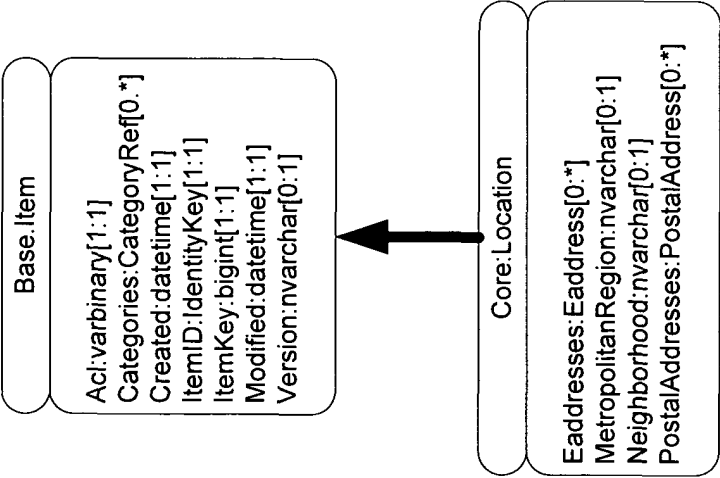 Base.Item
Acl:varbinary[1:1]
Categories:CategoryRef[0.*]
Created:datetime[1:1]
ItemID:IdentityKey[1:1]
ItemKey:bigint[1:1]
Modified:datetime[1:1]
Version:nvarchar[0:1]
Core:Location
Eaddresses:Eaddress[0:*]
MetropolitanRegion:nvarchar[0:1]
Neighborhood:nvarchar[0:1]
PostalAddresses:PostalAddress[0:*]